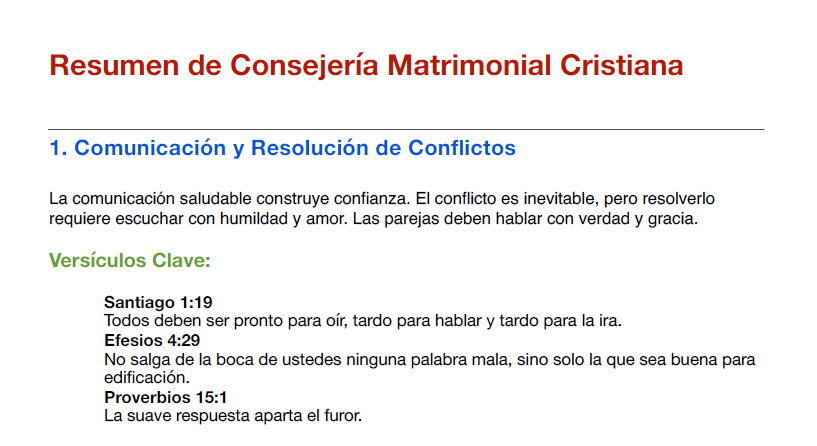 Resumen de Consejería Matrimonial Cristiana
1. Comunicación y Resolución de Conflictos
La comunicación saludable construye confianza. El conflicto es inevitable, pero resolverlo
requiere escuchar con humildad y amor. Las parejas deben hablar con verdad y gracia.
Versículos Clave:
Santiago 1:19
Todos deben ser pronto para oír, tardo para hablar y tardo para la ira.
Efesios 4:29
No salga de la boca de ustedes ninguna palabra mala, sino solo la que sea buena para
edificación.
Proverbios 15:1
La suave respuesta aparta el furor.